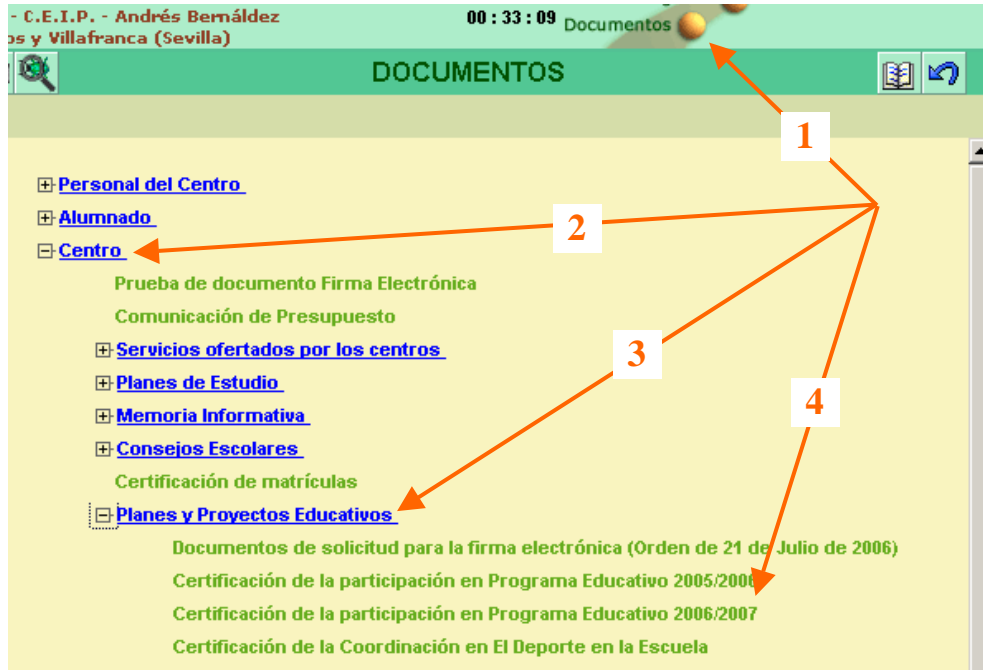 - C.E.I.P. - Andrés Bernáldez
os y Villafranca (Sevilla)
00 : 33 : 09
Documentos
DOCUMENTOS
1
Personal del Centro
Alumnado
2
Centro
Prueba de documento Firma Electrónica
Comunicación de Presupuesto
Servicios ofertados por los centros
3
Planes de Estudio
4
Memoria Informativa
Consejos Escolares
Certificación de matrículas
Planes y Proyectos Educativos
Documentos de solicitud para la firma electrónica (Orden de 21 de Julio de 2006)
Certificación de la participación en Programa Educativo 2005/2006
Certificación de la participación en Programa Educativo 2006/2007
Certificación de la Coordinación en El Deporte en la Escuela